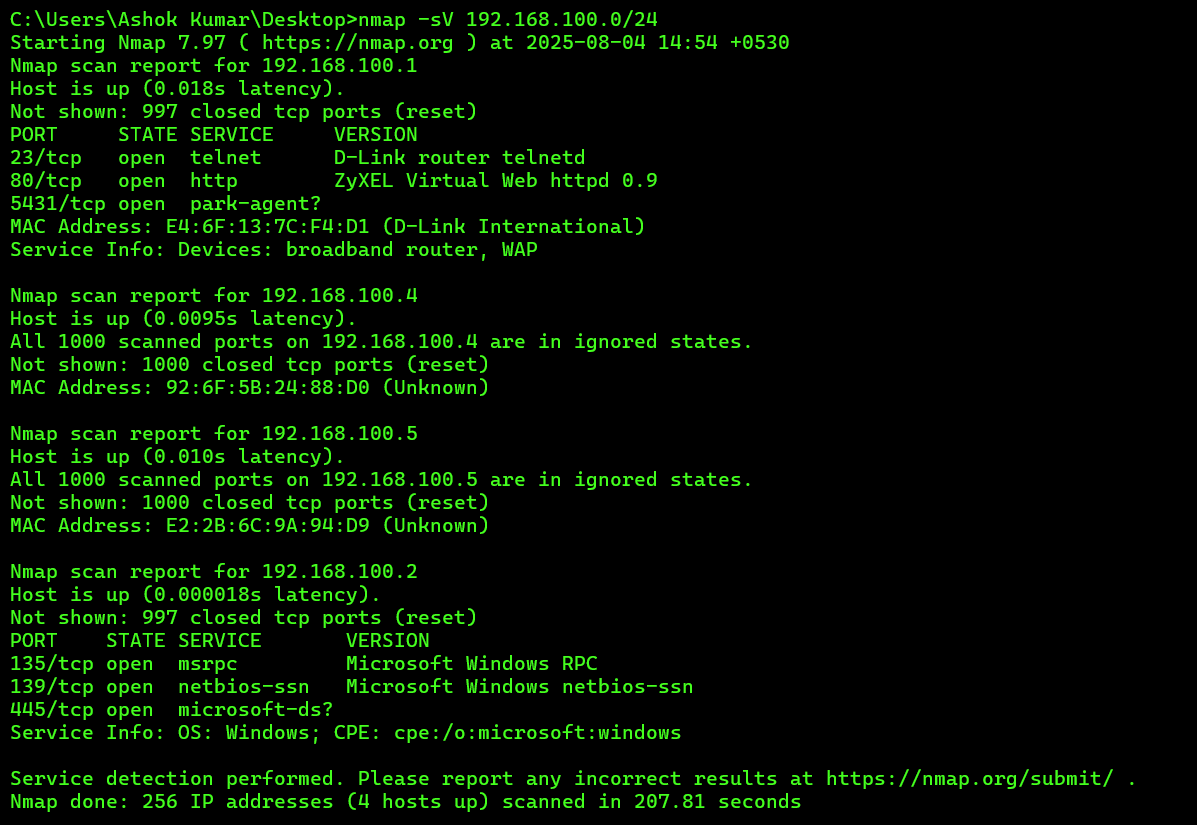 C:\Users\Ashok Kumar\Desktop>nmap -sV 192.168.100.0/24
Starting Nmap 7.97 ( https://nmap.org ) at 2025-08-04 14:54 +0530
Nmap scan report for 192.168.100.1
Host is up (0.018s latency).
Not shown: 997 closed tcp ports (reset)
PORT     STATE SERVICE     VERSION
23/tcp   open  telnet      D-Link router telnetd
80/tcp   open  http        ZyXEL Virtual Web httpd 0.9
5431/tcp open  park-agent?
MAC Address: E4:6F:13:7C:F4:D1 (D-Link International)
Service Info: Devices: broadband router, WAP

Nmap scan report for 192.168.100.4
Host is up (0.0095s latency).
All 1000 scanned ports on 192.168.100.4 are in ignored states.
Not shown: 1000 closed tcp ports (reset)
MAC Address: 92:6F:5B:24:88:D0 (Unknown)

Nmap scan report for 192.168.100.5
Host is up (0.010s latency).
All 1000 scanned ports on 192.168.100.5 are in ignored states.
Not shown: 1000 closed tcp ports (reset)
MAC Address: E2:2B:6C:9A:94:D9 (Unknown)

Nmap scan report for 192.168.100.2
Host is up (0.000018s latency).
Not shown: 997 closed tcp ports (reset)
PORT    STATE SERVICE       VERSION
135/tcp open  msrpc         Microsoft Windows RPC
139/tcp open  netbios-ssn   Microsoft Windows netbios-ssn
445/tcp open  microsoft-ds?
Service Info: OS: Windows; CPE: cpe:/o:microsoft:windows

Service detection performed. Please report any incorrect results at https://nmap.org/submit/ .
Nmap done: 256 IP addresses (4 hosts up) scanned in 207.81 seconds